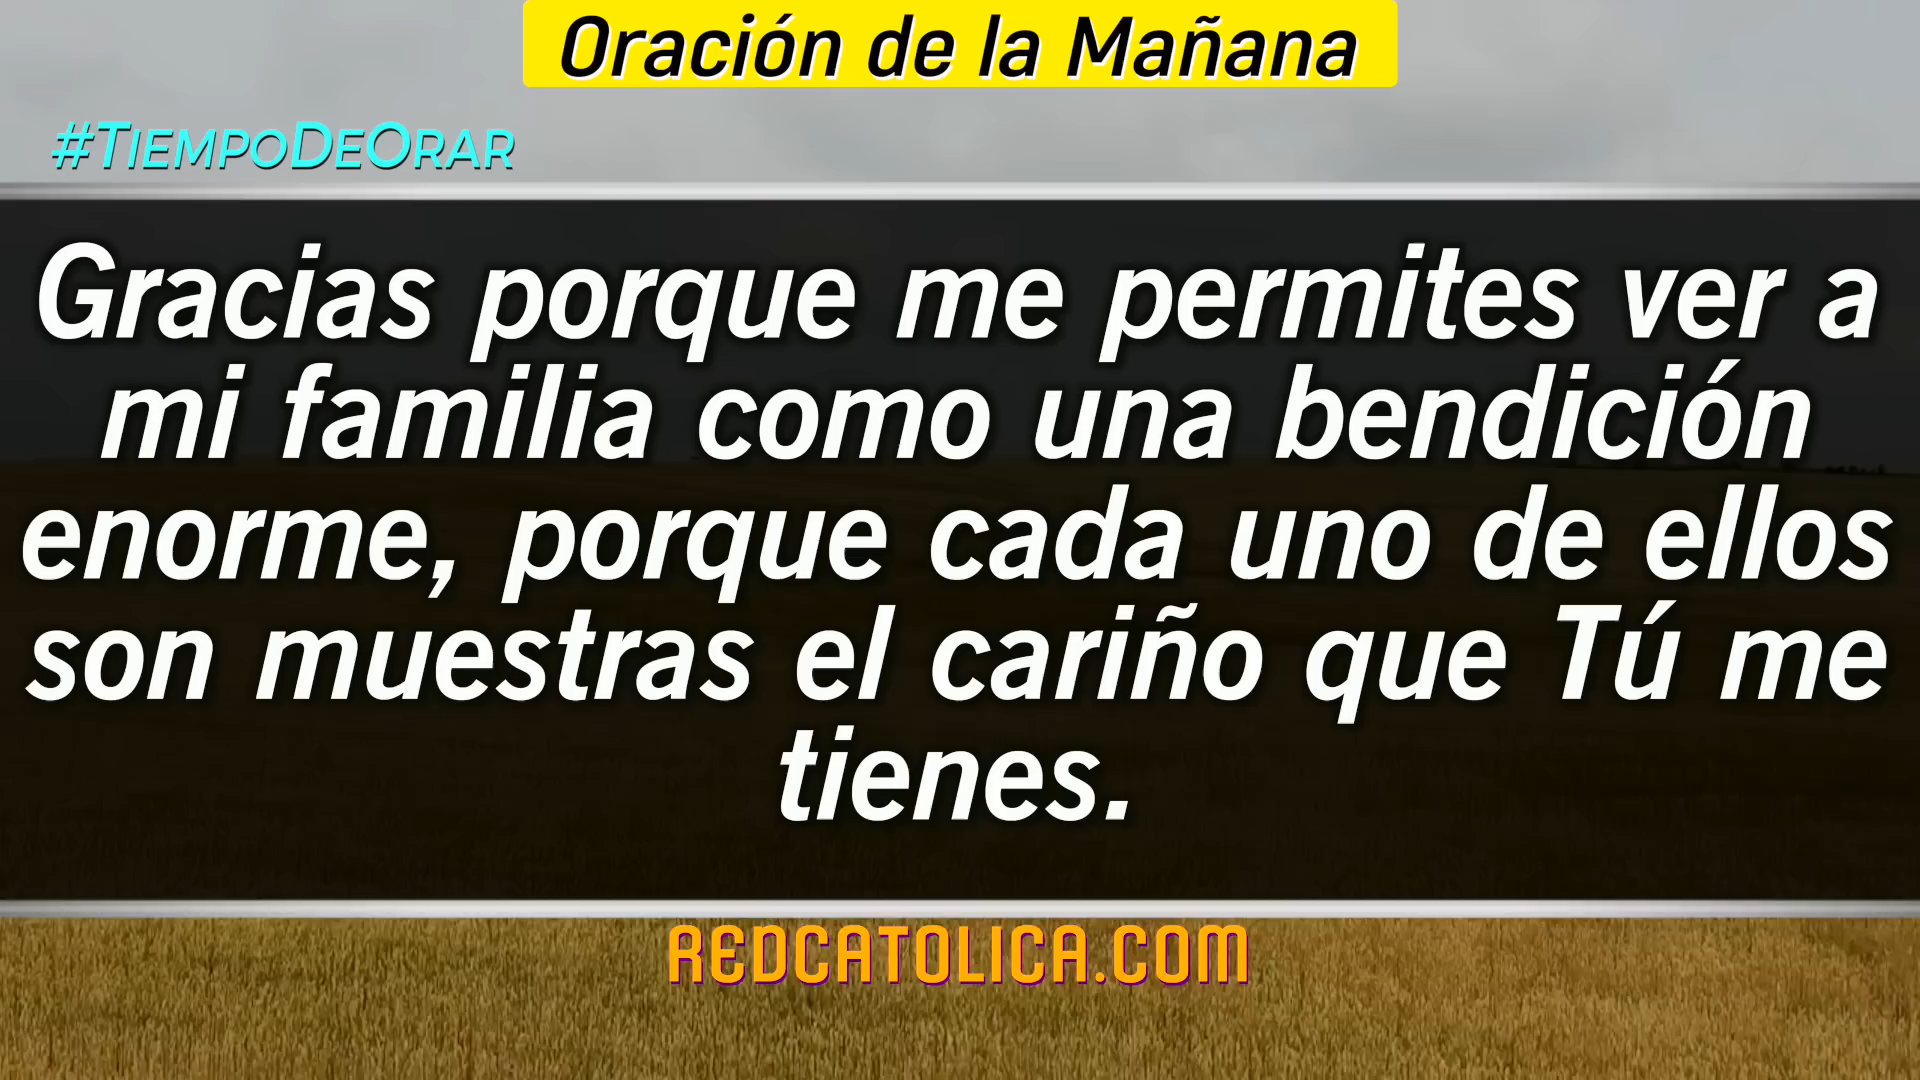 Oración de la Mañana
#TiempoDeOrar
Gracias porque me permites ver a
mi familia como una bendición
enorme, porque cada uno de ellos
son muestras el cariño que Tú me
tienes.
REDCATOLICA.COM